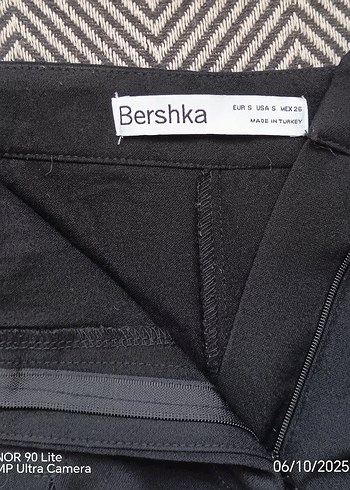 Bershka
EUR S USA S MEX 26
MADE IN TURKEY
NOR 90 Lite
MP Ultra Camera
06/10/2025